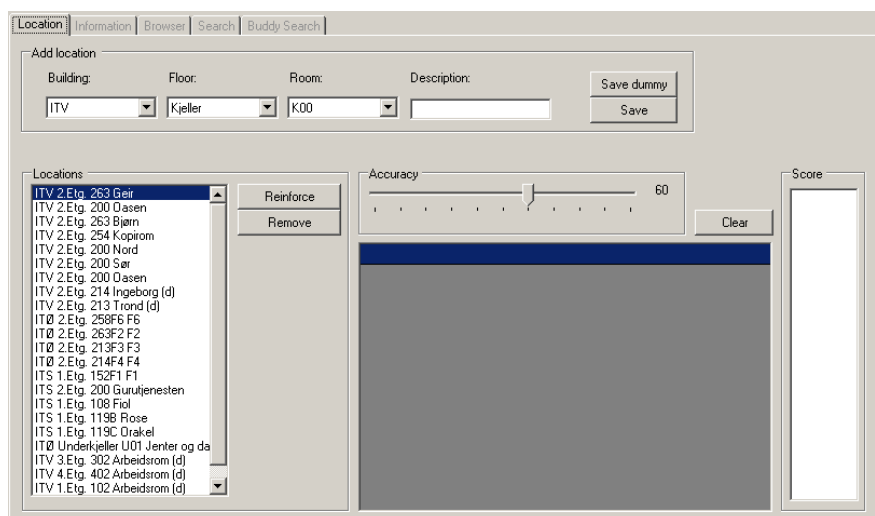 Location Information Browser Search Buddy Search
Add location
Building: Floor: Room: Description:
Save dummy
ITV Kjeller K00
Save
Locations Accuracy Score
ITV 2.Etg. 263 Geir
Reinforce
60
ITV 2.Etg. 200 Oasen
ITV 2.Etg. 263 Bjørn
Remove
Clear
ITV 2.Etg. 254 Kopirom
ITV 2.Etg. 200 Nord
ITV 2.Etg. 200 Sør
ITV 2.Etg. 200 Oasen
ITV 2.Etg. 214 Ingeborg (d)
ITV 2.Etg. 213 Trond (d)
ITØ 2.Etg. 258F6 F6
ITØ 2.Etg. 263F2 F2
ITØ 2.Etg. 213F3 F3
ITØ 2.Etg. 214F4 F4
ITS 1.Etg. 152F1 F1
ITS 2.Etg. 200 Gurutjenesten
ITS 1.Etg. 108 Fiol
ITS 1.Etg. 119B Rose
ITS 1.Etg. 119C Orakel
ITØ Underkjeller U01 Jenter og da
ITV 3.Etg. 302 Arbeidsrom (d)
ITV 4.Etg. 402 Arbeidsrom (d)
ITV 1.Etg. 102 Arbeidsrom (d)